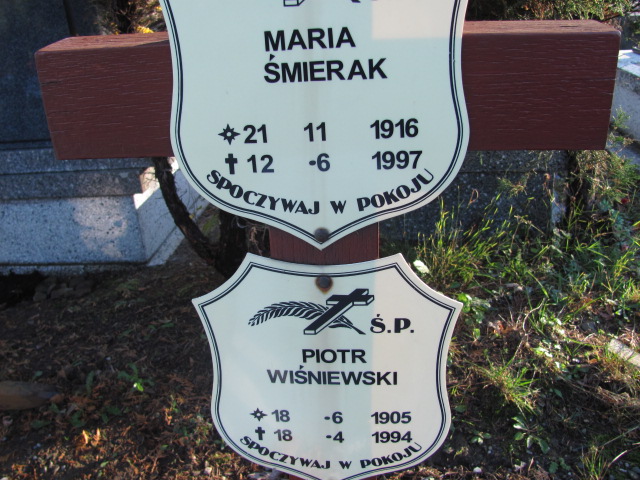 MARIA
ŚMIERAK
21 11 1916
12 -6 1997
SPOCZYWAJ W POKOJU
Ś.P.
PIOTR
WIŚNIEWSKI
18 -6 1905
18 -4 1994
SPOCZYWAJ W POKOJU